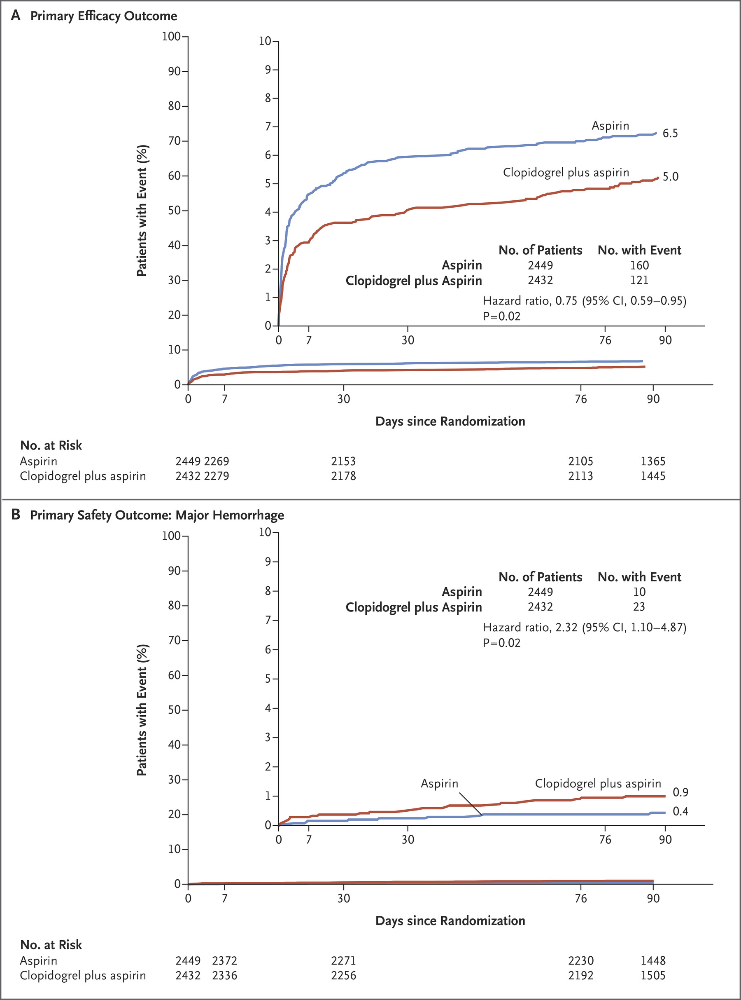 A Primary Efficacy Outcome
100
90
80
70
60
50
40
30
20
10
0
Patients with Event (%)
10
9
8
7
6
5
4
3
2
1
0
Aspirin
6.5
Clopidogrel plus aspirin
5.0
No. of Patients No. with Event
Aspirin 2449 160
Clopidogrel plus Aspirin 2432 121
Hazard ratio, 0.75 (95% CI, 0.59–0.95)
P=0.02
0 7 30 76 90
0 7 30 76 90
Days since Randomization
No. at Risk
Aspirin 2449 2269 2153 2105 1365
Clopidogrel plus aspirin 2432 2279 2178 2113 1445
B Primary Safety Outcome: Major Hemorrhage
100
90
80
70
60
50
40
30
20
10
0
Patients with Event (%)
10
9
8
7
6
5
4
3
2
1
0
No. of Patients No. with Event
Aspirin 2449 10
Clopidogrel plus Aspirin 2432 23
Hazard ratio, 2.32 (95% CI, 1.10–4.87)
P=0.02
Aspirin
Clopidogrel plus aspirin
0.9
0.4
0 7 30 76 90
0 7 30 76 90
Days since Randomization
No. at Risk
Aspirin 2449 2372 2271 2230 1448
Clopidogrel plus aspirin 2432 2336 2256 2192 1505